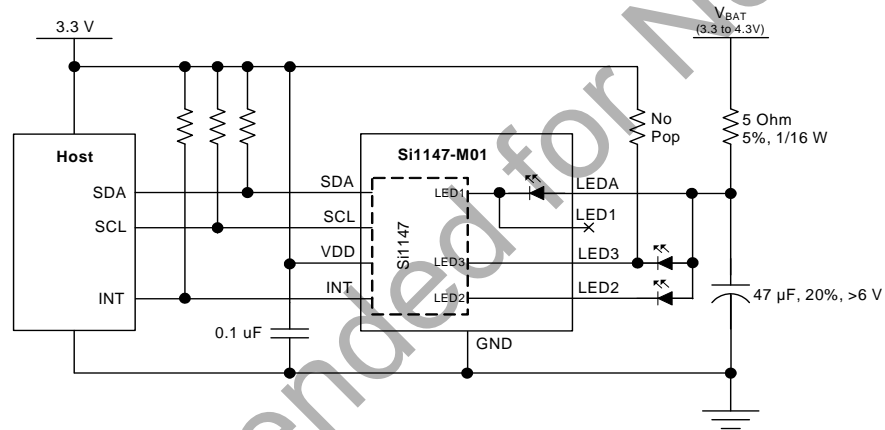 3.3 V
V_BAT
(3.3 to 4.3V)
No
Pop
5 Ohm
5%, 1/16 W
Host
Si1147-M01
SDA
SDA
LED1
LEDA
SCL
SCL
LED1
Si1147
VDD
LED3
LED3
INT
INT
LED2
LED2
47 µF, 20%, >6 V
0.1 uF
GND
ended for N